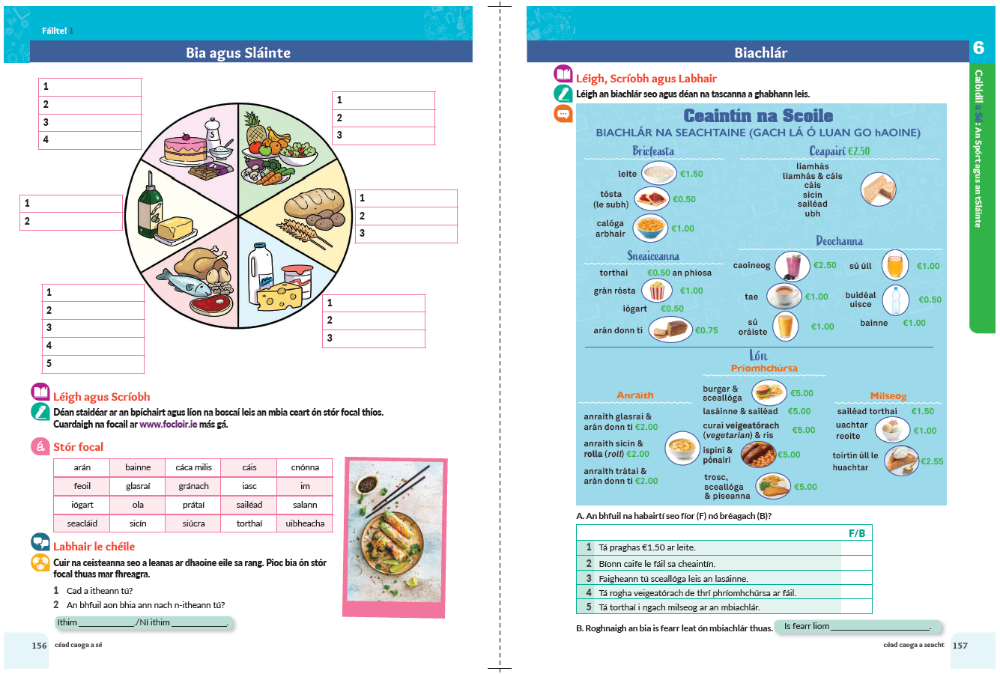 Fáilte! 1
Bia agus Sláinte
1
2
3
4
1
2
3
S
1
2
1
2
3
1
2
3
4
5
1
2
3
Léigh agus Scríobh
Déan staidéar ar an bpíchairt agus líon na boscaí leis an mbia ceart ón stór focal thíos.
Cuardaigh na focail ar www.focloir.ie más gá.
á
Stór focal
arán bainne cáca milis cáis cnónna
feoil glasraí gránach iasc im
iógart ola prátaí sailéad salann
seacláid sicín siúcra torthaí uibheacha
Labhair le chéile
Cuir na ceisteanna seo a leanas ar dhaoine eile sa rang. Pioc bia ón stór
focal thuas mar fhreagra.
1 Cad a itheann tú?
2 An bhfuil aon bhia ann nach n-itheann tú?
Ithim ____________./Ní ithim ____________.
156 céad caoga a sé
Biachlár
6
Caibidil a Sé: An Spórt agus an tSláinte
Léigh, Scríobh agus Labhair
Léigh an biachlár seo agus déan na tascanna a ghabhann leis.
Ceaintín na Scoile
BIACHLÁR NA SEACHTAINE (GACH LÁ Ó LUAN GO hAOINE)
Bricfeasta
leite €1.50
tósta
(le subh) €0.50
calóga
arbhair €1.00
Ceapairí €2.50
liamhás
liamhás & cáis
cáis
sicín
sailéad
ubh
Sneaiceanna
torthaí €0.50 an phíosa
grán rósta €1.00
iógart €0.50
arán donn tí €0.75
Deochanna
caoineog €2.50
sú úll €1.00
tae €1.00
buidéal
uisce €0.50
sú
oráiste €1.00
bainne €1.00
Lón
Anraith
anraith glasraí &
arán donn tí €2.00
anraith sicín &
rolla (roll) €2.00
anraith trátaí &
arán donn tí €2.00
Príomhchúrsa
burgar &
sceallóga €5.00
lasáinne & sailéad €5.00
curaí veigeatórach
(vegetarian) & rís €5.00
ispíní &
pónairí €5.00
trosc,
sceallóga
& piseanna €5.00
Milseog
sailéad torthaí €1.50
uachtar
reoite €1.00
toirtín úll le
huachtar €2.55
A. An bhfuil na habairtí seo fíor (F) nó bréagach (B)?
F/B
1 Tá praghas €1.50 ar leite.
2 Bíonn caife le fáil sa cheaintín.
3 Faigheann tú sceallóga leis an lasáinne.
4 Tá rogha veigeatórach de thrí phríomhchúrsa ar fáil.
5 Tá torthaí i ngach milseog ar an mbiachlár.
B. Roghnaigh an bia is fearr leat ón mbiachlár thuas. Is fearr liom ____________________.
céad caoga a seacht 157